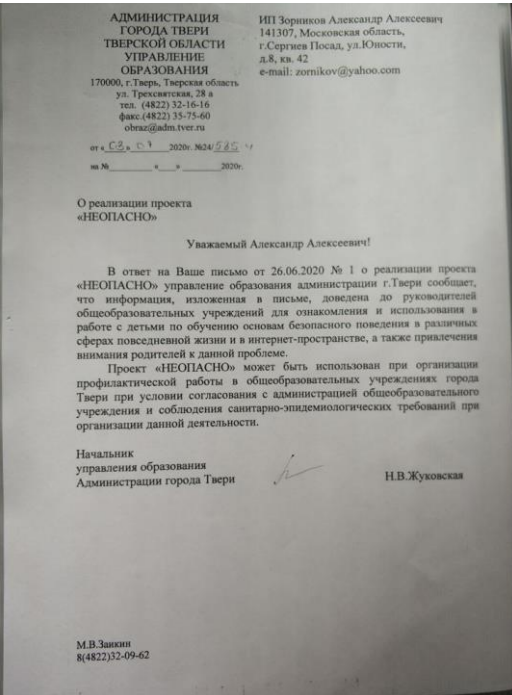 АДМИНИСТРАЦИЯ
ГОРОДА ТВЕРИ
ТВЕРСКОЙ ОБЛАСТИ
УПРАВЛЕНИЕ
ОБРАЗОВАНИЯ
170000, г.Тверь, Тверская область
ул. Трехсвятская, 28 а
тел. (4822) 32-16-16
факс.(4822) 35-75-60
obraz@adm.tver.ru
от «03» 07 2020г. №24/
на №________ «___» ________2020г.
ИП Зорников Александр Алексеевич
141307, Московская область,
г.Сергиев Посад, ул.Юности,
д.8, кв. 42
e-mail: zornikov@yahoo.com
О реализации проекта
«НЕОПАСНО»
Уважаемый Александр Алексеевич!
В ответ на Ваше письмо от 26.06.2020 № 1 о реализации проекта
«НЕОПАСНО» управление образования администрации г.Твери сообщает,
что информация, изложенная в письме, доведена до руководителей
общеобразовательных учреждений для ознакомления и использования в
работе с детьми по обучению основам безопасного поведения в различных
сферах повседневной жизни и в интернет-пространстве, а также привлечения
внимания родителей к данной проблеме.
Проект «НЕОПАСНО» может быть использован при организации
профилактической работы в общеобразовательных учреждениях города
Твери при условии согласования с администрацией общеобразовательного
учреждения и соблюдения санитарно-эпидемиологических требований при
организации данной деятельности.
Начальник
управления образования
Администрации города Твери
Н.В.Жуковская
М.В.Заикин
8(4822)32-09-62